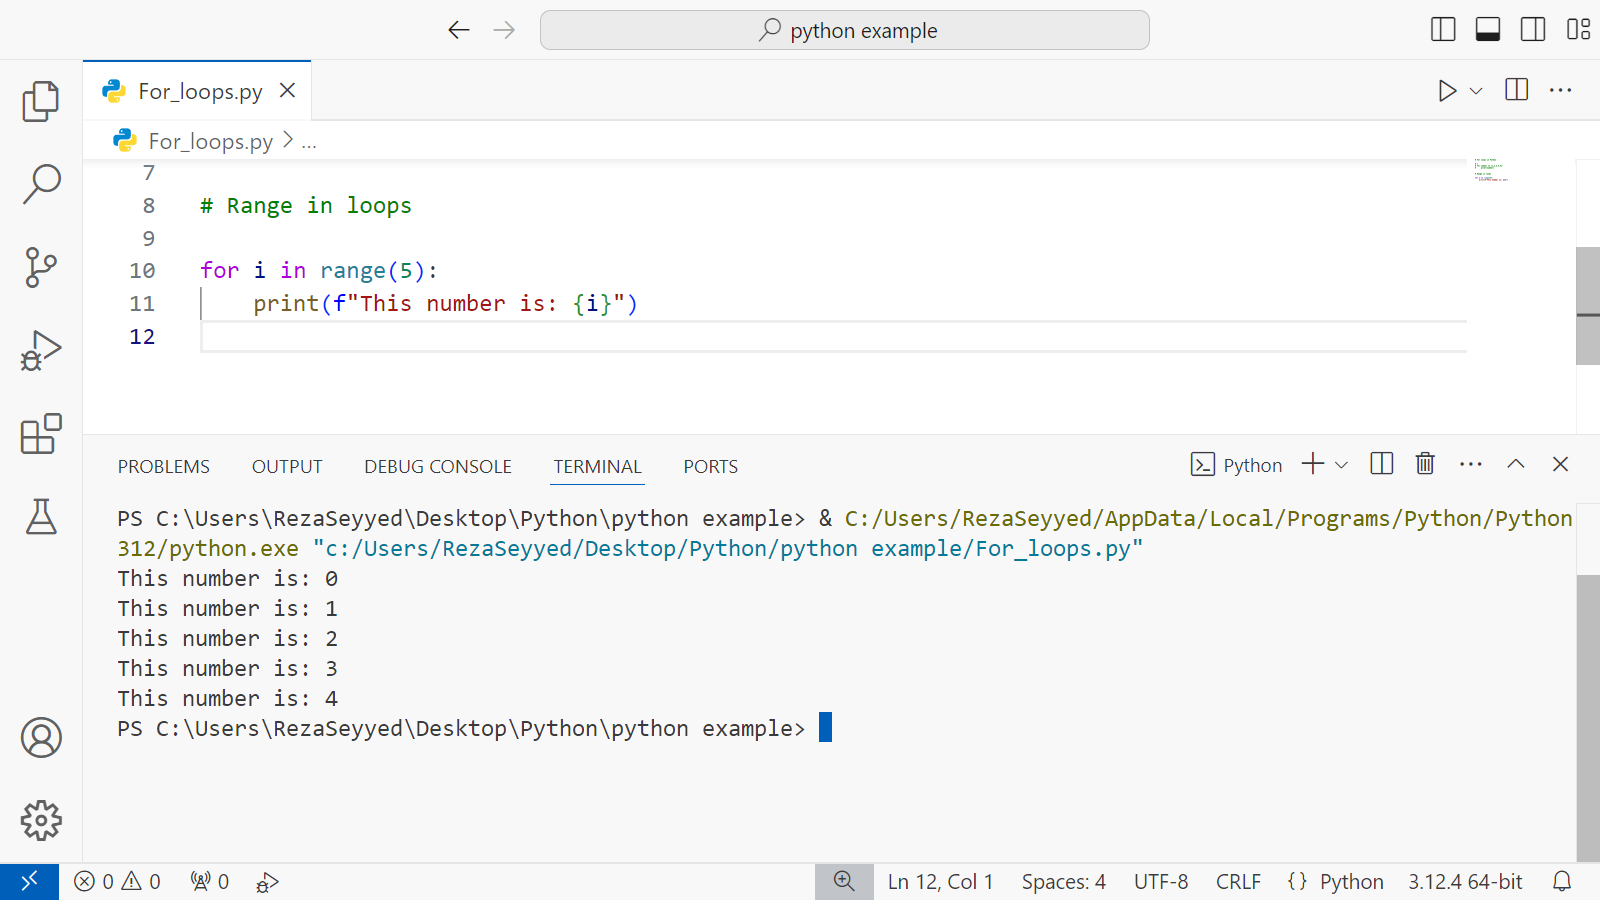 python example
For_loops.py
For_loops.py > ...
7
8 # Range in loops
9
10 for i in range(5):
11     print(f"This number is: {i}")
12
PROBLEMS OUTPUT DEBUG CONSOLE TERMINAL PORTS Python
PS C:\Users\RezaSeyyed\Desktop\Python\python example> & C:/Users/RezaSeyyed/AppData/Local/Programs/Python/Python
312/python.exe "c:/Users/RezaSeyyed/Desktop/Python/python example/For_loops.py"
This number is: 0
This number is: 1
This number is: 2
This number is: 3
This number is: 4
PS C:\Users\RezaSeyyed\Desktop\Python\python example>
0 0 0 Ln 12, Col 1 Spaces: 4 UTF-8 CRLF {} Python 3.12.4 64-bit